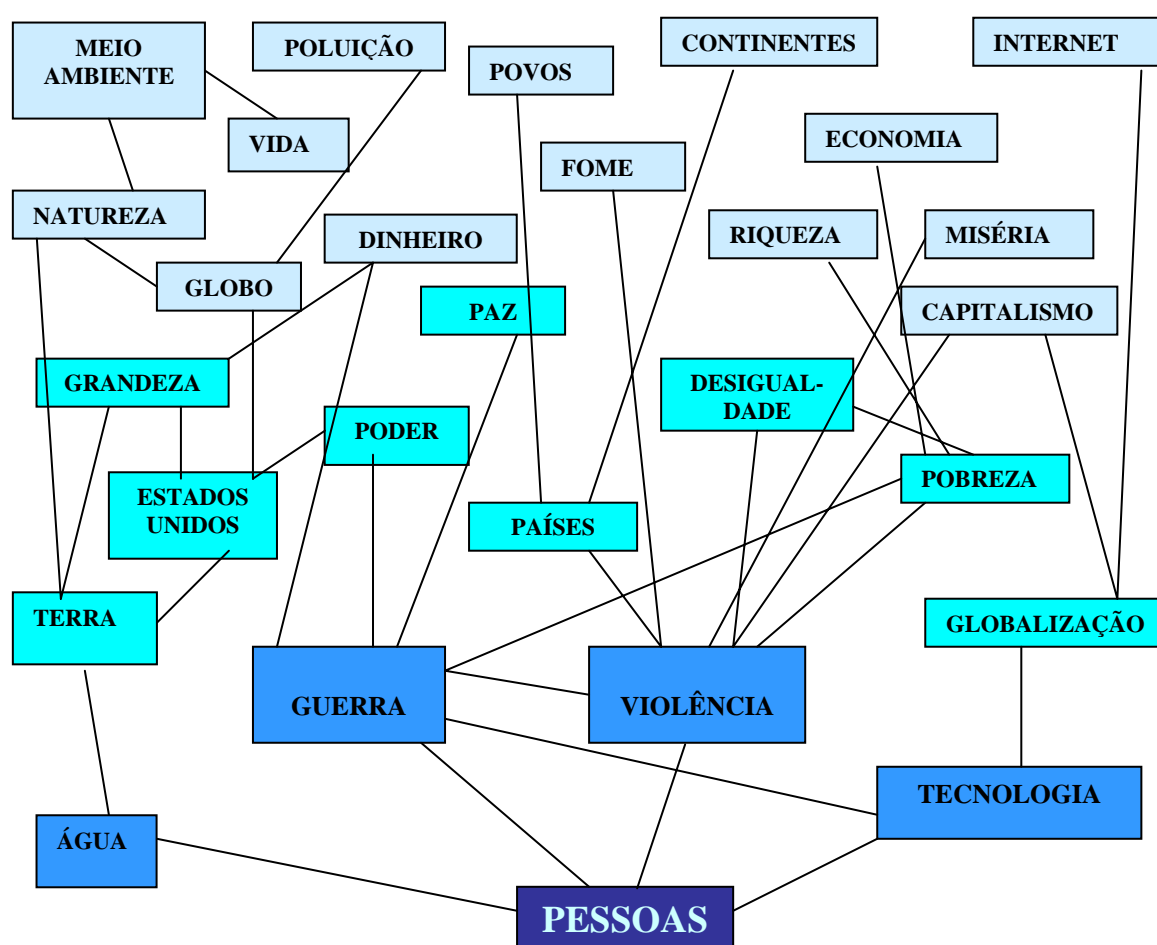 MEIO
AMBIENTE
POLUIÇÃO
POVOS
CONTINENTES
INTERNET
VIDA
FOME
ECONOMIA
NATUREZA
DINHEIRO
RIQUEZA
MISÉRIA
GLOBO
PAZ
CAPITALISMO
GRANDEZA
DESIGUAL-
DADE
PODER
ESTADOS
UNIDOS
PAÍSES
POBREZA
TERRA
GLOBALIZAÇÃO
GUERRA
VIOLÊNCIA
TECNOLOGIA
ÁGUA
PESSOAS